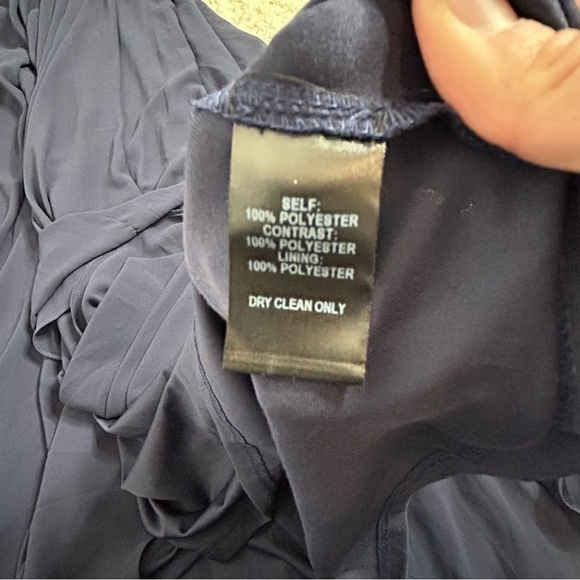 SELF:
100% POLYESTER
CONTRAST:
100% POLYESTER
LINING:
100% POLYESTER
DRY CLEAN ONLY